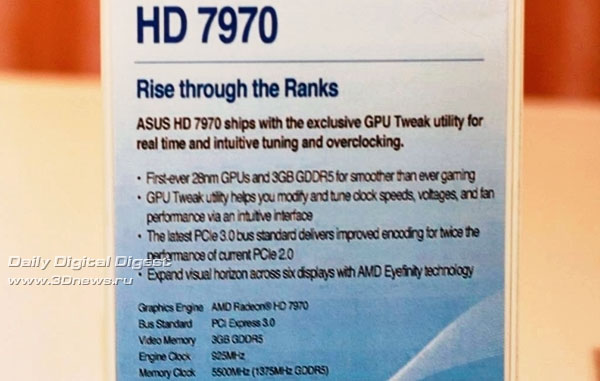 HD 7970
Rise through the Ranks
ASUS HD 7970 ships with the exclusive GPU Tweak utility for
real time and intuitive tuning and overclocking.
· First-ever 28nm GPUs and 3GB GDDR5 for smoother than ever gaming
· GPU Tweak utility helps you modify and tune clock speeds, voltages, and fan
performance via an intuitive interface
· The latest PCIe 3.0 bus standard delivers improved encoding for twice the
performance of current PCIe 2.0
· Expand visual horizon across six displays with AMD Eyefinity technology
Daily Digital Digest
www.3Dnews.ru
Graphics Engine AMD Radeon® HD 7970
Bus Standard PCI Express 3.0
Video Memory 3GB GDDR5
Engine Clock 925MHz
Memory Clock 5500MHz (1375MHz GDDR5)